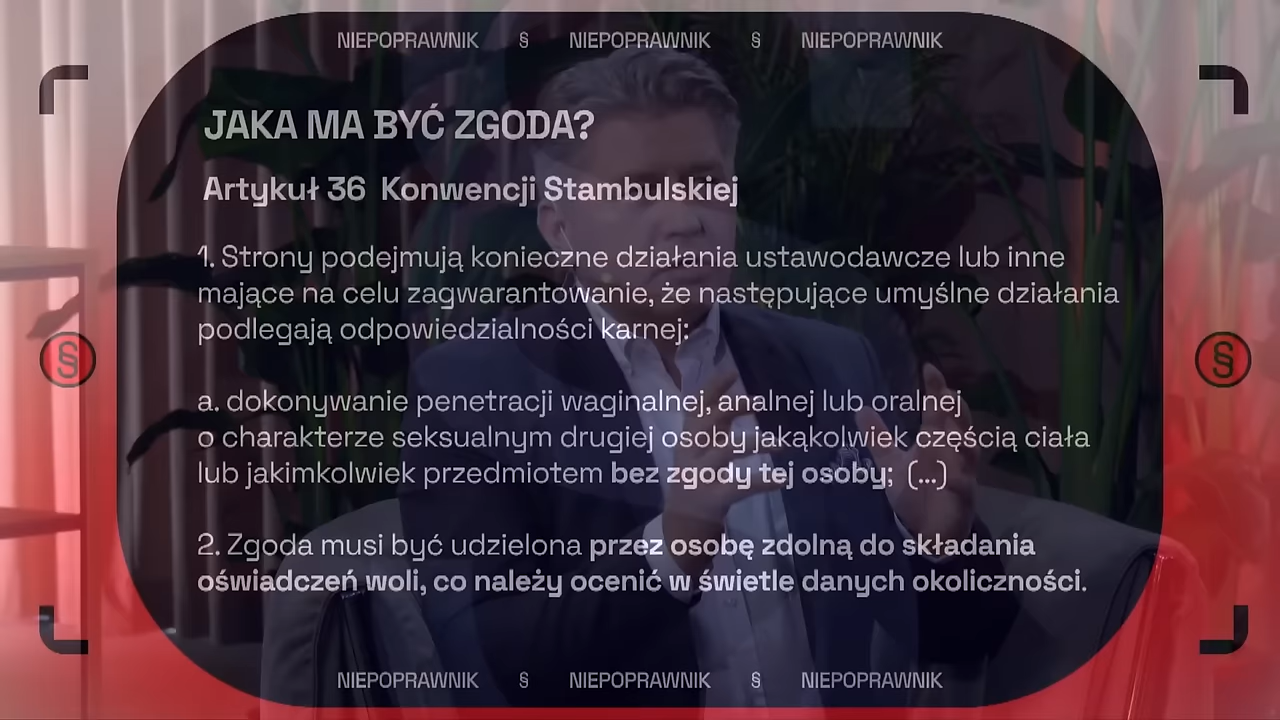 NIEPOPRAWNIK § NIEPOPRAWNIK § NIEPOPRAWNIK
JAKA MA BYĆ ZGODA?
Artykuł 36 Konwencji Stambulskiej
1. Strony podejmują konieczne działania ustawodawcze lub inne
mające na celu zagwarantowanie, że następujące umyślne działania
podlegają odpowiedzialności karnej:
a. dokonywanie penetracji waginalnej, analnej lub oralnej
o charakterze seksualnym drugiej osoby jakąkolwiek częścią ciała
lub jakimkolwiek przedmiotem bez zgody tej osoby; (...)
2. Zgoda musi być udzielona przez osobę zdolną do składania
oświadczeń woli, co należy ocenić w świetle danych okoliczności.
§
§
NIEPOPRAWNIK § NIEPOPRAWNIK § NIEPOPRAWNIK